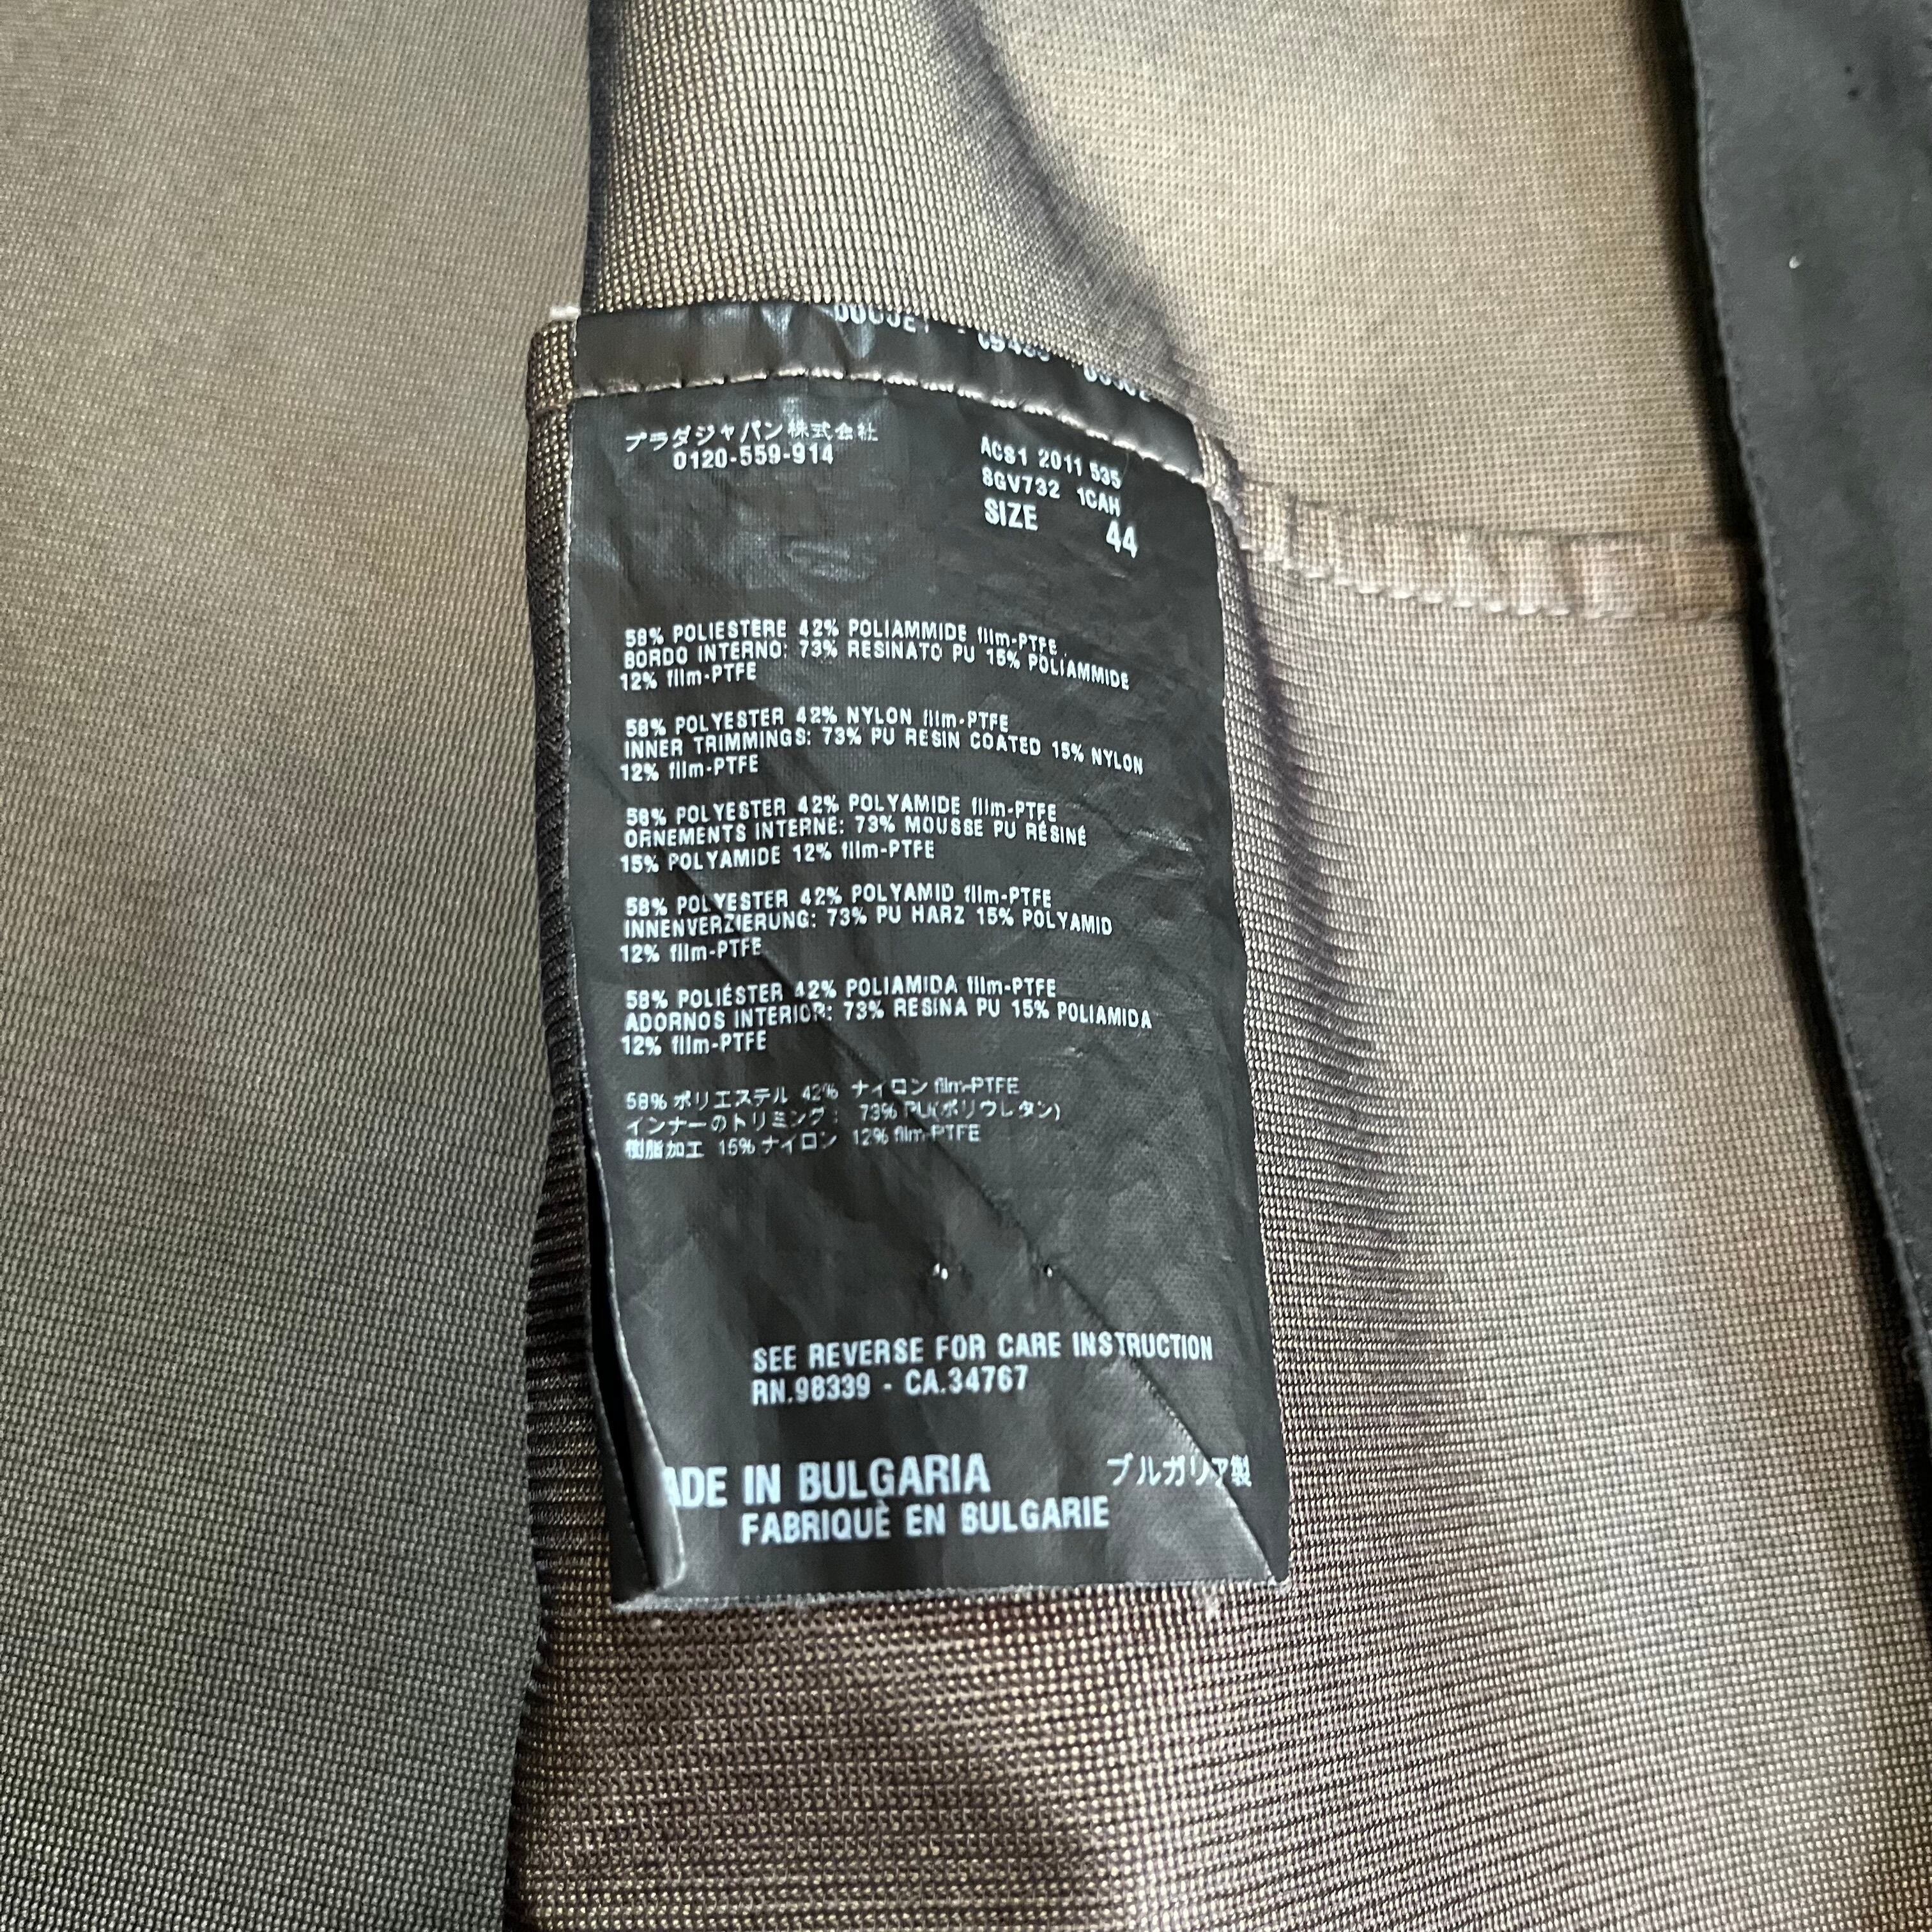 プラダジャパン株式会社
0120-559-914
ACS1 2011 535
SGV732 1CAH
SIZE 44
58% POLIESTERE 42% POLIAMMIDE film-PTFE
BORDO INTERNO: 73% RESINATO PU 15% POLIAMMIDE
12% film-PTFE
58% POLYESTER 42% NYLON film-PTFE
INNER TRIMMINGS: 73% PU RESIN COATED 15% NYLON
12% film-PTFE
58% POLYESTER 42% POLYAMIDE film-PTFE
ORNEMENTS INTERNE: 73% MOUSSE PU RÉSINÉ
15% POLYAMIDE 12% film-PTFE
58% POLYESTER 42% POLYAMID film-PTFE
INNENVERZIERUNG: 73% PU HARZ 15% POLYAMID
12% film-PTFE
58% POLIÉSTER 42% POLIAMIDA film-PTFE
ADORNOS INTERIOR: 73% RESINA PU 15% POLIAMIDA
12% film-PTFE
58% ポリエステル 42% ナイロン film-PTFE
インナーのトリミング: 73% PU(ポリウレタン)
樹脂加工 15% ナイロン 12% film-PTFE
SEE REVERSE FOR CARE INSTRUCTION
RN.98339 - CA.34767
ADE IN BULGARIA ブルガリア製
FABRIQUÈ EN BULGARIE